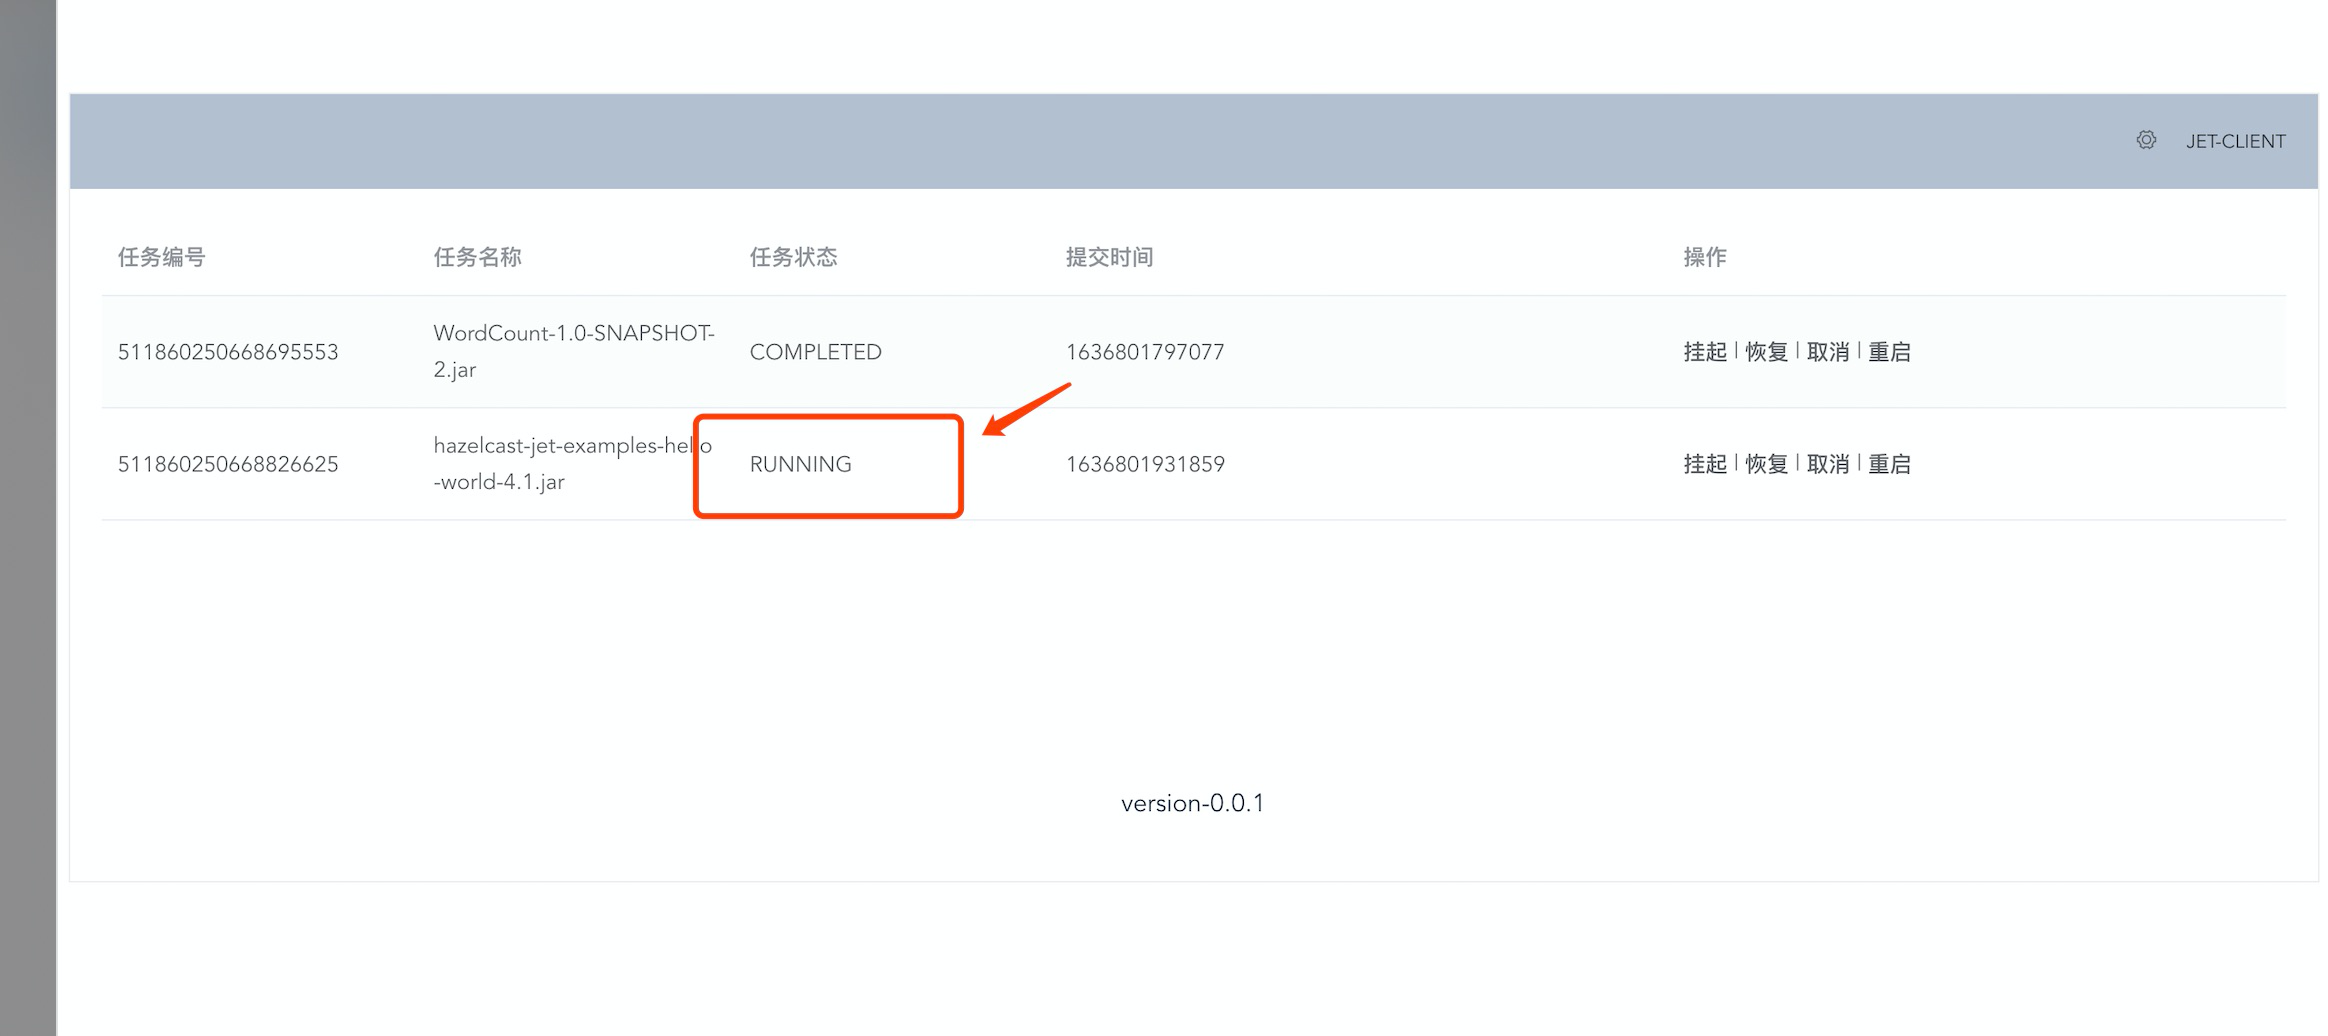 JET-CLIENT
任务编号 任务名称 任务状态 提交时间 操作
511860250668695553 WordCount-1.0-SNAPSHOT-2.jar COMPLETED 1636801797077 挂起 | 恢复 | 取消 | 重启
511860250668826625 hazelcast-jet-examples-hello-world-4.1.jar RUNNING 1636801931859 挂起 | 恢复 | 取消 | 重启
version-0.0.1